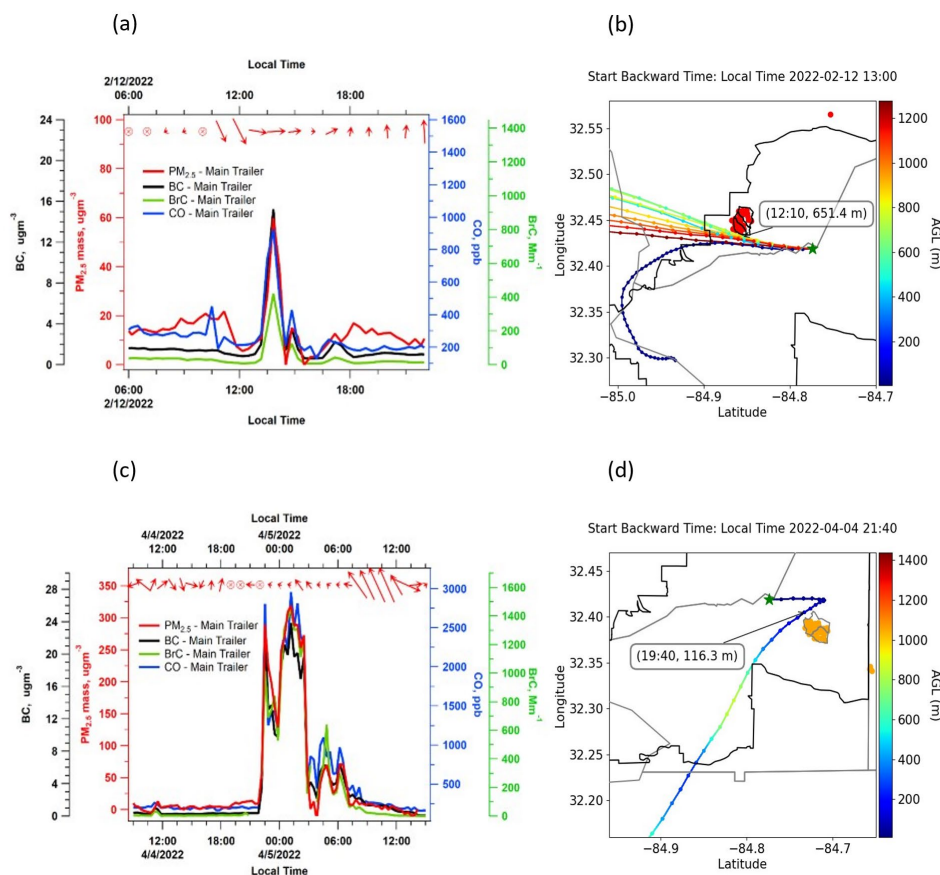 (a)
Local Time
2/12/2022
06:00 12:00 18:00
24 100 1600 1400
20 80 1400 1200
16 60 1200 1000
12 40 1000 800
8 20 800 600
4 0 600 400
0 400 200
200 0
PM2.5 - Main Trailer
BC - Main Trailer
BrC - Main Trailer
CO - Main Trailer
BC, ugm-3
PM2.5 mass, ugm-3
CO, ppb
BrC, Mm-1
06:00 12:00 18:00
2/12/2022
Local Time
(b)
Start Backward Time: Local Time 2022-02-12 13:00
32.55
32.50
32.45
32.40
32.35
32.30
Longitude
(12:10, 651.4 m)
−85.0 −84.9 −84.8 −84.7
Latitude
1200
1000
800
600
400
200
AGL (m)
(c)
Local Time
4/4/2022 4/5/2022
12:00 18:00 00:00 06:00 12:00
28 350 3000 1600
24 300 2500 1400
20 250 2000 1200
16 200 1500 1000
12 150 1000 800
8 100 500 600
4 50 400
0 0 200
0
PM2.5 - Main Trailer
BC - Main Trailer
BrC - Main Trailer
CO - Main Trailer
BC, ugm-3
PM2.5 mass, ugm-3
CO, ppb
BrC, Mm-1
12:00 18:00 00:00 06:00 12:00
4/4/2022 4/5/2022
Local Time
(d)
Start Backward Time: Local Time 2022-04-04 21:40
32.45
32.40
32.35
32.30
32.25
32.20
Longitude
(19:40, 116.3 m)
−84.9 −84.8 −84.7
Latitude
1400
1200
1000
800
600
400
200
AGL (m)